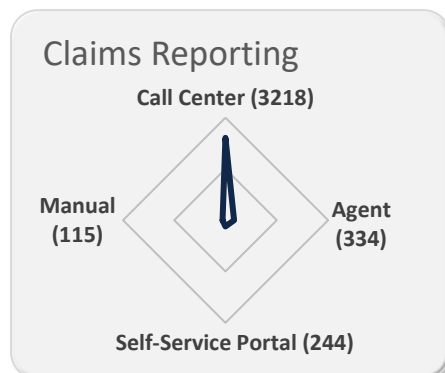 Claims Reporting
Call Center (3218)
Manual
(115)
Agent
(334)
Self-Service Portal (244)